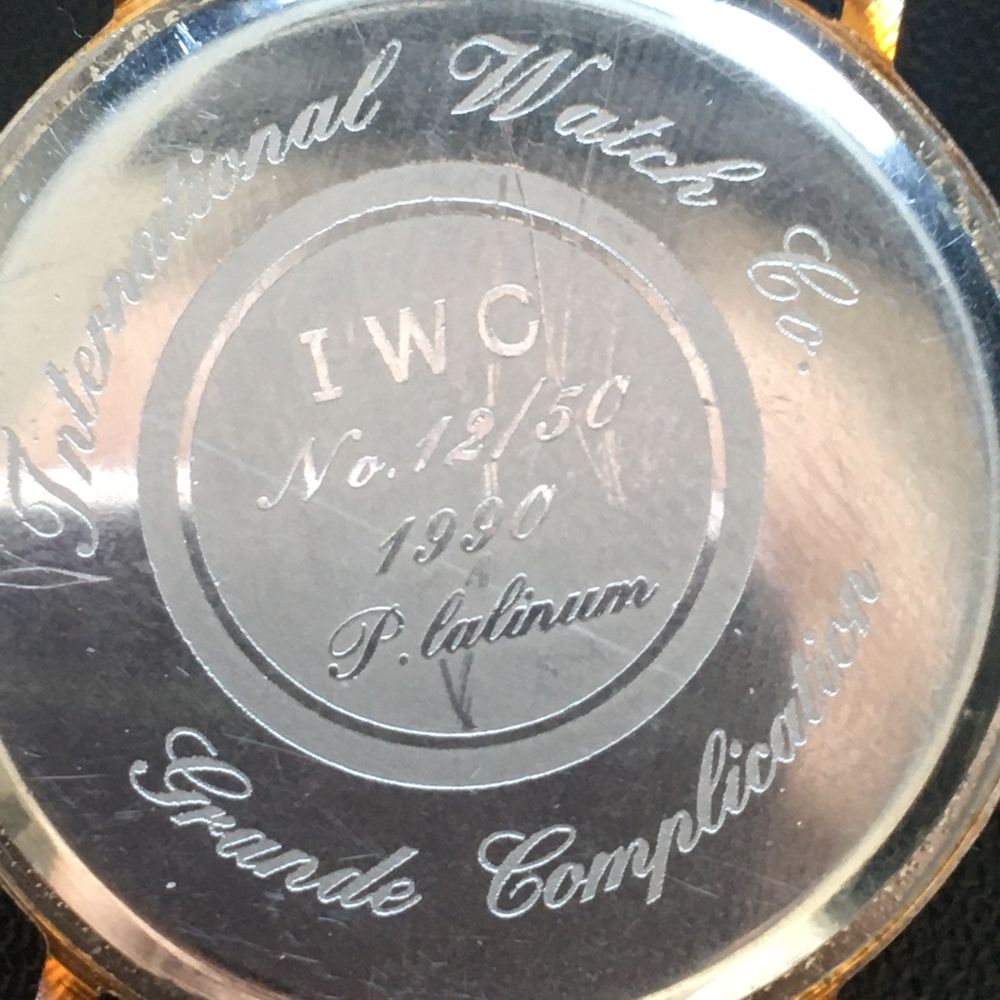 International Watch Co.
IWC
No.12/50
1990
P.latinum
Grande Complication